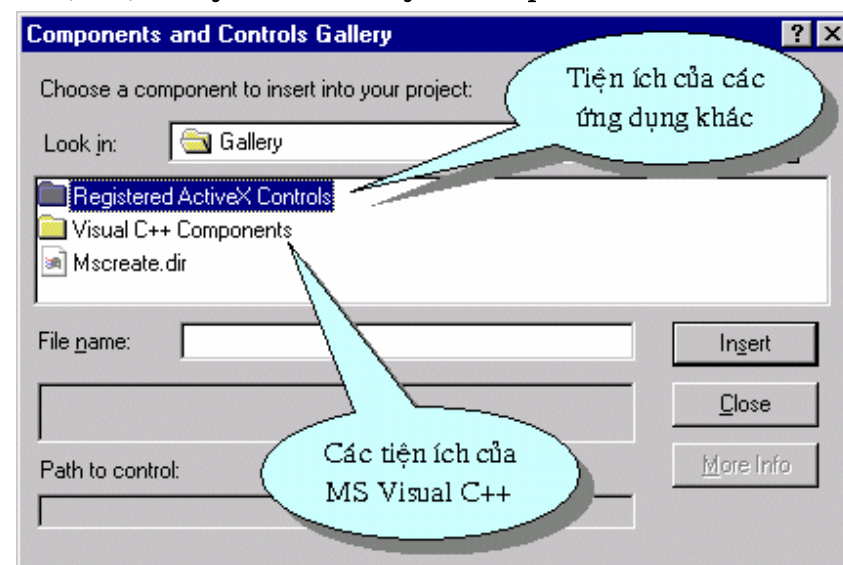 Components and Controls Gallery
Choose a component to insert into your project:
Tiện ích của các
ứng dụng khác
Look in: Gallery
Registered ActiveX Controls
Visual C++ Components
Mscreate.dir
File name:
Insert
Close
Các tiện ích của
MS Visual C++
Path to control:
More Info